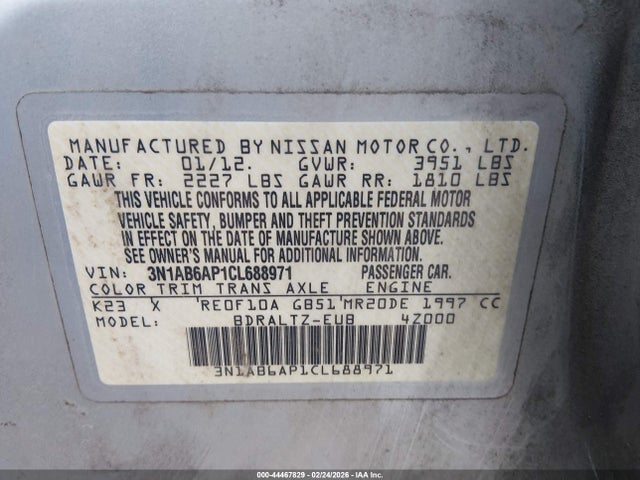 MANUFACTURED BY NISSAN MOTOR CO., LTD.
DATE: 01/12. GVWR: 3951 LBS
GAWR FR: 2227 LBS GAWR RR: 1810 LBS
THIS VEHICLE CONFORMS TO ALL APPLICABLE FEDERAL MOTOR
VEHICLE SAFETY, BUMPER AND THEFT PREVENTION STANDARDS
IN EFFECT ON THE DATE OF MANUFACTURE SHOWN ABOVE.
SEE OWNER'S MANUAL FOR ADDITIONAL INFORMATION.
VIN: 3N1AB6AP1CL688971 PASSENGER CAR.
COLOR TRIM TRANS AXLE ENGINE
K23 X RE0F10A GB51 MR20DE 1997 CC
MODEL: BDRALTZ-EUB 4Z000
3N1AB6AP1CL688971
000-44467829 - 02/24/2026 - IAA Inc.